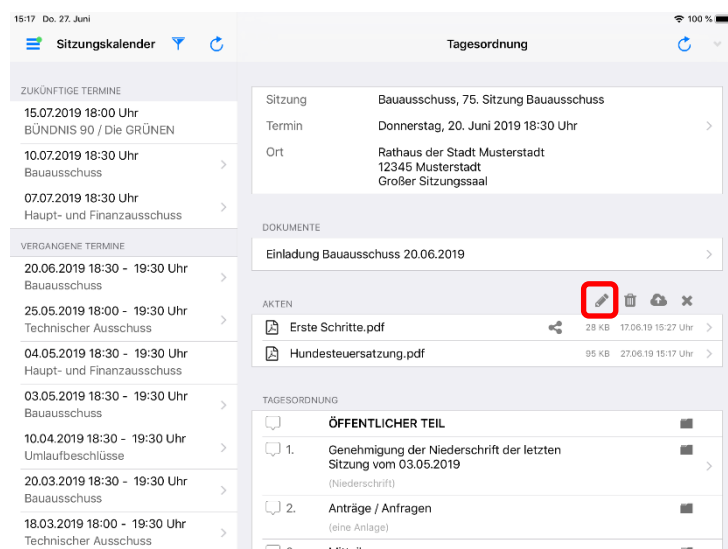 15:17 Do. 27. Juni
100 %
Sitzungskalender
Tagesordnung
ZUKÜNFTIGE TERMINE
15.07.2019 18:00 Uhr
BÜNDNIS 90 / Die GRÜNEN
10.07.2019 18:30 Uhr
Bauausschuss
07.07.2019 18:30 Uhr
Haupt- und Finanzausschuss
VERGANGENE TERMINE
20.06.2019 18:30 - 19:30 Uhr
Bauausschuss
25.05.2019 18:00 - 19:30 Uhr
Technischer Ausschuss
04.05.2019 18:30 - 19:30 Uhr
Haupt- und Finanzausschuss
03.05.2019 18:30 - 19:30 Uhr
Bauausschuss
10.04.2019 18:30 - 19:30 Uhr
Umlaufbeschlüsse
20.03.2019 18:30 - 19:30 Uhr
Bauausschuss
18.03.2019 18:00 - 19:30 Uhr
Technischer Ausschuss
Sitzung Bauausschuss, 75. Sitzung Bauausschuss
Termin Donnerstag, 20. Juni 2019 18:30 Uhr
Ort Rathaus der Stadt Musterstadt
12345 Musterstadt
Großer Sitzungssaal
DOKUMENTE
Einladung Bauausschuss 20.06.2019
AKTEN
Erste Schritte.pdf 28 KB 17.06.19 15:27 Uhr
Hundesteuersatzung.pdf 95 KB 27.06.19 15:17 Uhr
TAGESORDNUNG
ÖFFENTLICHER TEIL
1. Genehmigung der Niederschrift der letzten
Sitzung vom 03.05.2019
(Niederschrift)
2. Anträge / Anfragen
(eine Anlage)